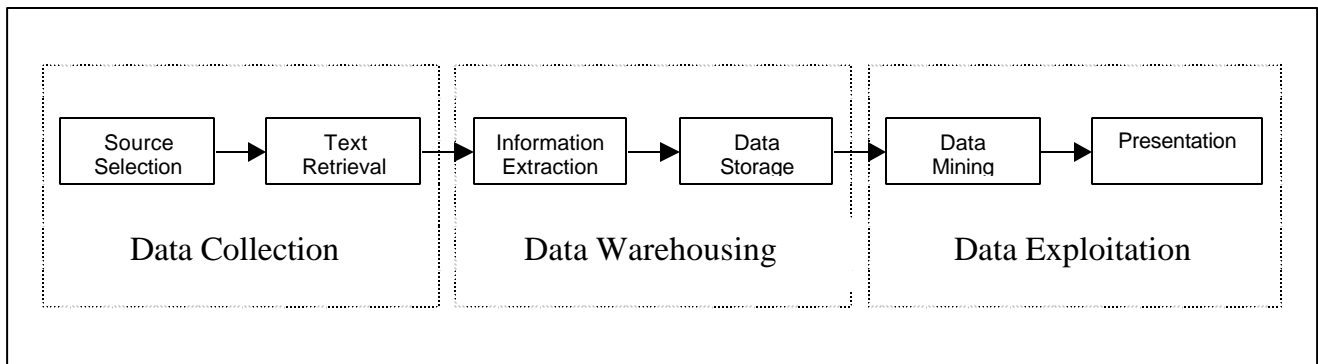 Source
Selection
Text
Retrieval
Information
Extraction
Data
Storage
Data
Mining
Presentation
Data Collection
Data Warehousing
Data Exploitation